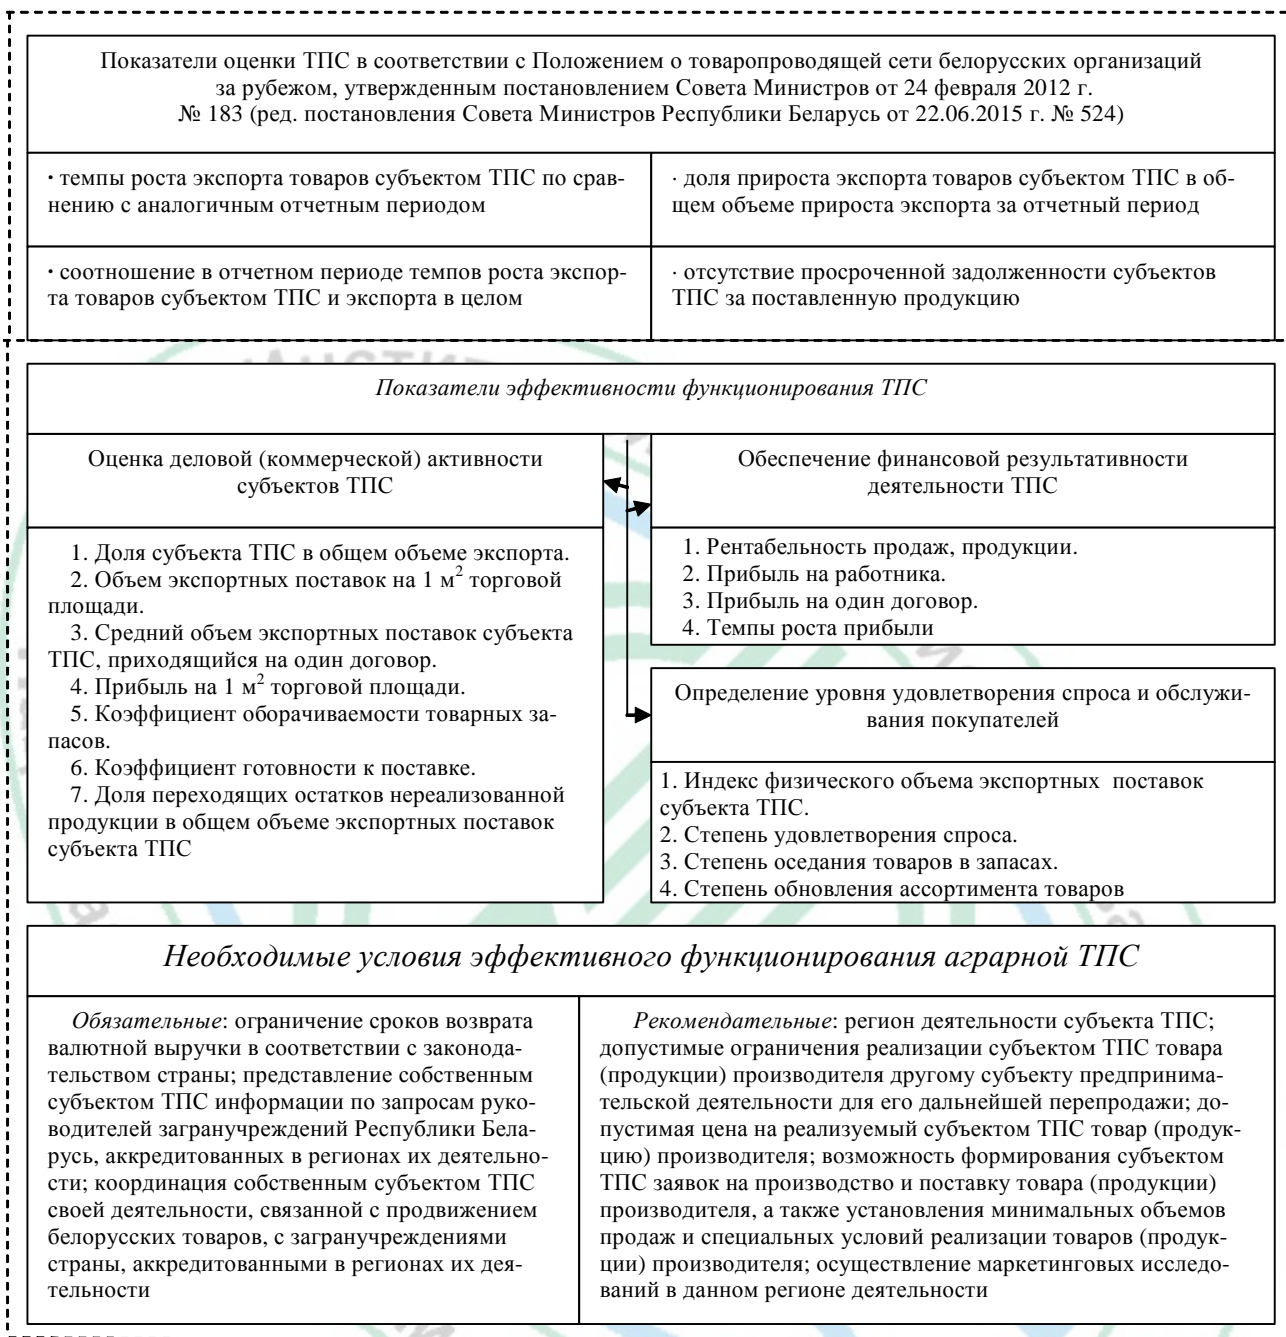 Показатели оценки ТПС в соответствии с Положением о товаропроводящей сети белорусских организаций
за рубежом, утвержденным постановлением Совета Министров от 24 февраля 2012 г.
№ 183 (ред. постановления Совета Министров Республики Беларусь от 22.06.2015 г. № 524)
· темпы роста экспорта товаров субъектом ТПС по срав-
нению с аналогичным отчетным периодом
· доля прироста экспорта товаров субъектом ТПС в об-
щем объеме прироста экспорта за отчетный период
· соотношение в отчетном периоде темпов роста экспор-
та товаров субъектом ТПС и экспорта в целом
· отсутствие просроченной задолженности субъектов
ТПС за поставленную продукцию
Показатели эффективности функционирования ТПС
Оценка деловой (коммерческой) активности
субъектов ТПС
1. Доля субъекта ТПС в общем объеме экспорта.
2. Объем экспортных поставок на 1 м² торговой
площади.
3. Средний объем экспортных поставок субъекта
ТПС, приходящийся на один договор.
4. Прибыль на 1 м² торговой площади.
5. Коэффициент оборачиваемости товарных за-
пасов.
6. Коэффициент готовности к поставке.
7. Доля переходящих остатков нереализованной
продукции в общем объеме экспортных поставок
субъекта ТПС
Обеспечение финансовой результативности
деятельности ТПС
1. Рентабельность продаж, продукции.
2. Прибыль на работника.
3. Прибыль на один договор.
4. Темпы роста прибыли
Определение уровня удовлетворения спроса и обслужи-
вания покупателей
1. Индекс физического объема экспортных поставок
субъекта ТПС.
2. Степень удовлетворения спроса.
3. Степень оседания товаров в запасах.
4. Степень обновления ассортимента товаров
Необходимые условия эффективного функционирования аграрной ТПС
Обязательные: ограничение сроков возврата
валютной выручки в соответствии с законода-
тельством страны; представление собственным
субъектом ТПС информации по запросам руко-
водителей загранучреждений Республики Бела-
русь, аккредитованных в регионах их деятельно-
сти; координация собственным субъектом ТПС
своей деятельности, связанной с продвижением
белорусских товаров, с загранучреждениями
страны, аккредитованными в регионах их дея-
тельности
Рекомендательные: регион деятельности субъекта ТПС;
допустимые ограничения реализации субъектом ТПС товара
(продукции) производителя другому субъекту предпринима-
тельской деятельности для его дальнейшей перепродажи; до-
пустимая цена на реализуемый субъектом ТПС товар (продук-
цию) производителя; возможность формирования субъектом
ТПС заявок на производство и поставку товара (продукции)
производителя, а также установления минимальных объемов
продаж и специальных условий реализации товаров (продук-
ции) производителя; осуществление маркетинговых исследо-
ваний в данном регионе деятельности